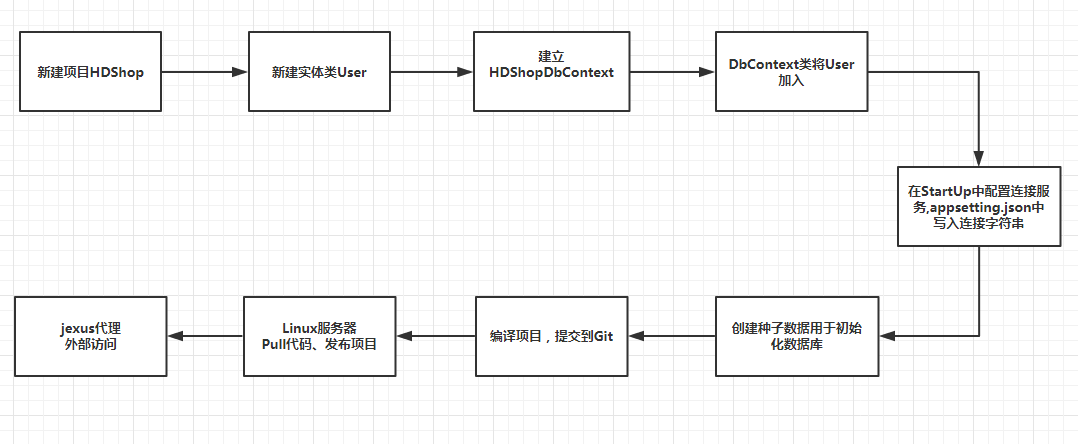 新建项目HDShop
新建实体类User
建立
HDShopDbContext
DbContext类将User
加入
在StartUp中配置连接服
务,appsetting.json中
写入连接字符串
创建种子数据用于初始
化数据库
编译项目，提交到Git
Linux服务器
Pull代码、发布项目
jexus代理
外部访问